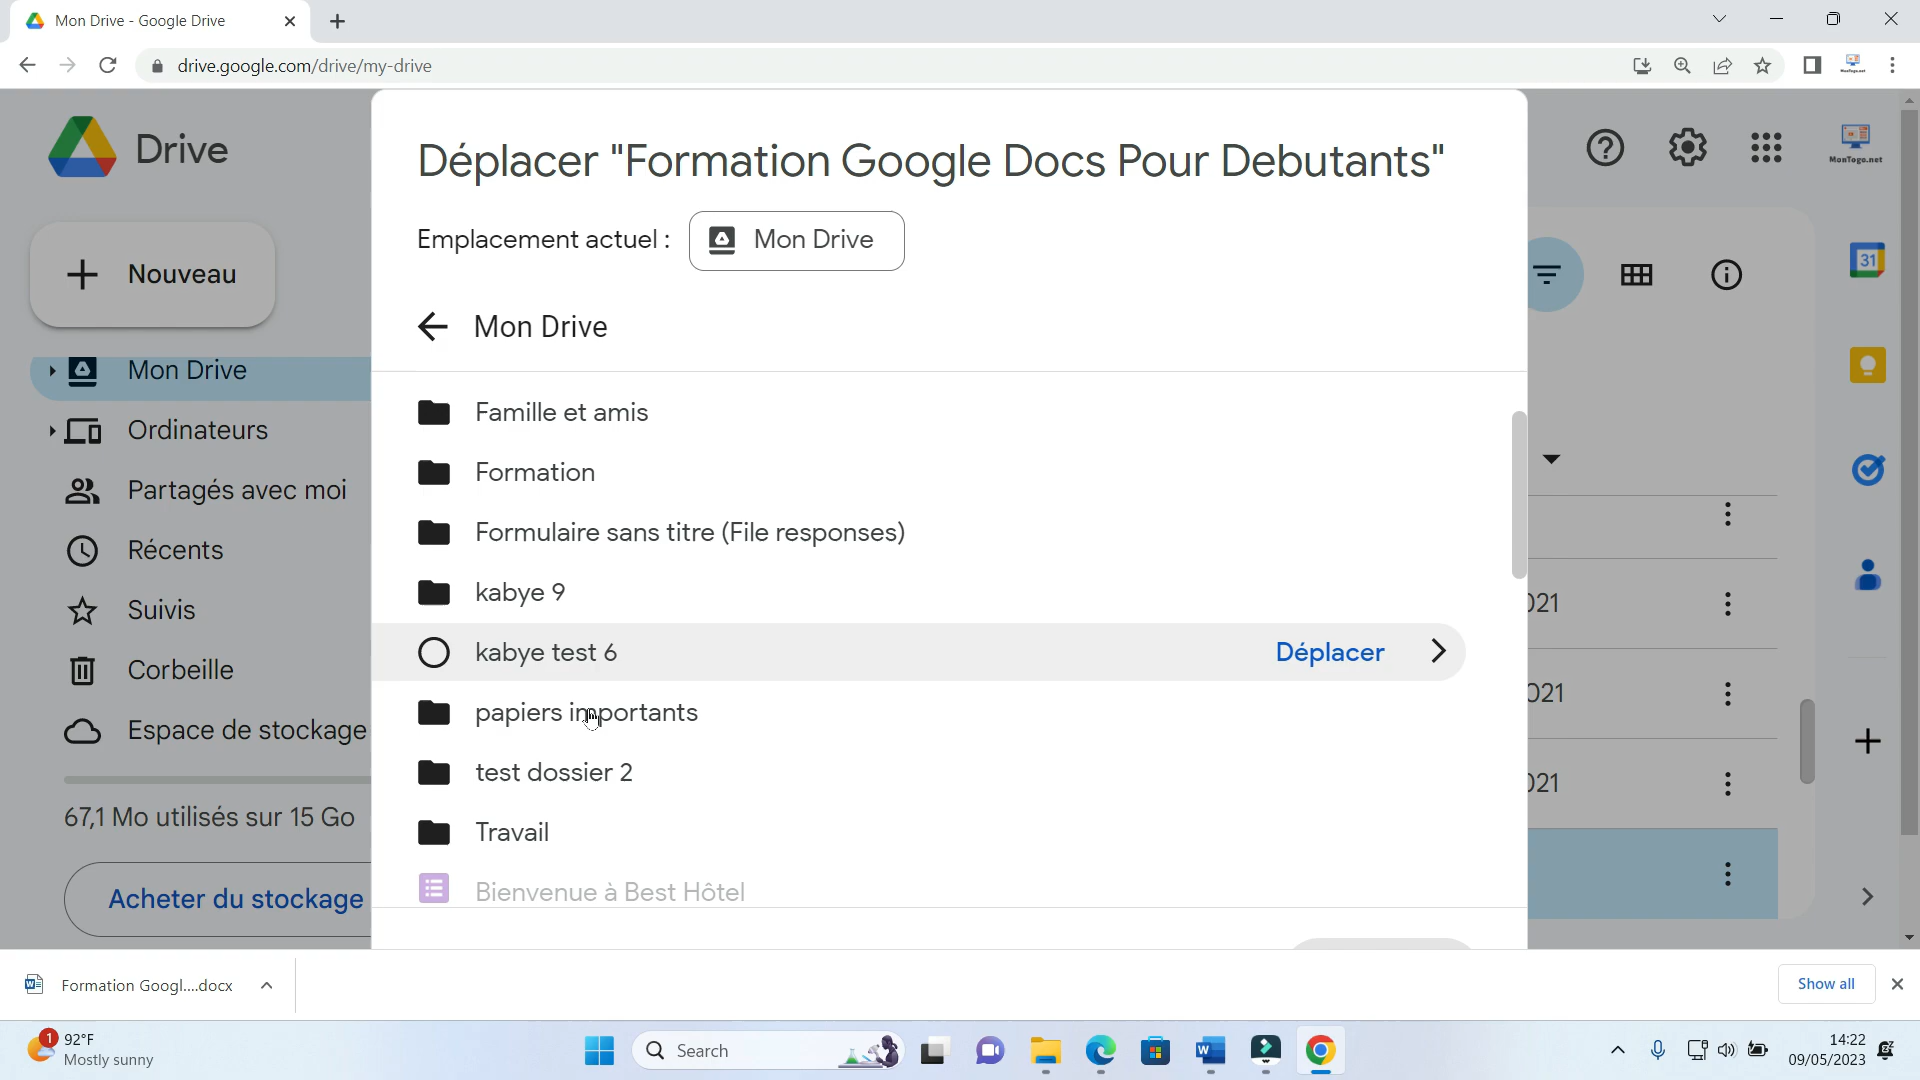 Mon Drive - Google Drive
drive.google.com/drive/my-drive
Drive
Déplacer "Formation Google Docs Pour Debutants"
MonTogo.net
Emplacement actuel :
Mon Drive
Nouveau
31
Mon Drive
Mon Drive
Famille et amis
Ordinateurs
Formation
Partagés avec moi
Formulaire sans titre (File responses)
Récents
kabye 9
021
Suivis
kabye test 6
Déplacer
Corbeille
021
papiers importants
Espace de stockage
test dossier 2
021
67,1 Mo utilisés sur 15 Go
Travail
Acheter du stockage
Bienvenue à Best Hôtel
Formation Googl....docx
Show all
1
92°F
Mostly sunny
Search
14:22
09/05/2023